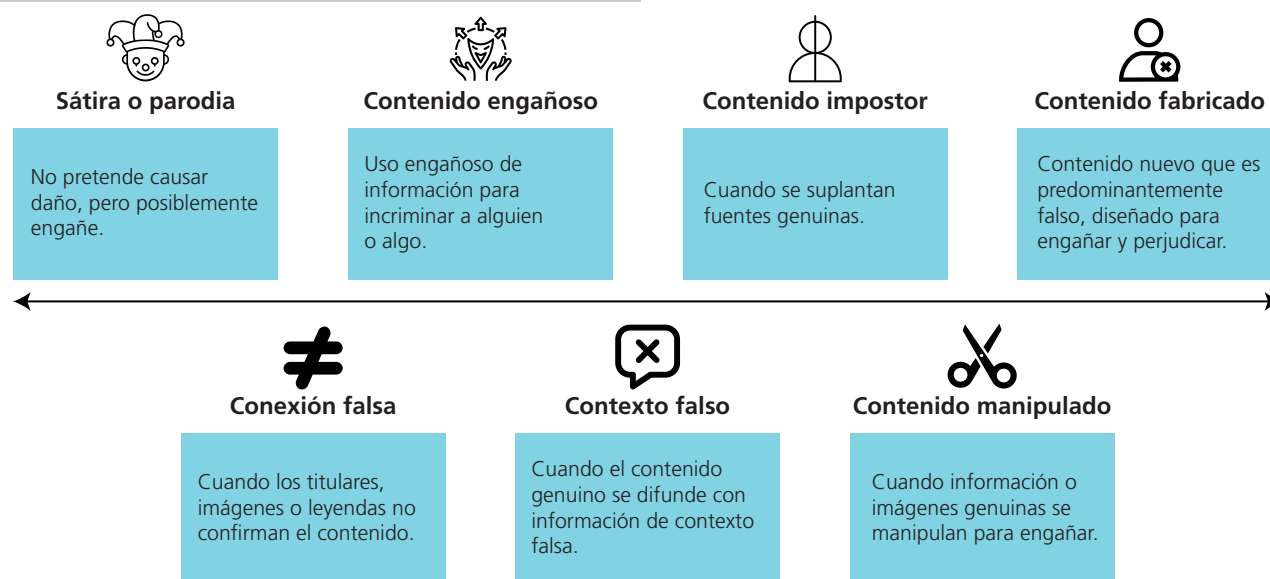 Sátira o parodia
No pretende causar
daño, pero posiblemente
engañe.
Contenido engañoso
Uso engañoso de
información para
incriminar a alguien
o algo.
Contenido impostor
Cuando se suplantan
fuentes genuinas.
Contenido fabricado
Contenido nuevo que es
predominantemente
falso, diseñado para
engañar y perjudicar.
Conexión falsa
Cuando los titulares,
imágenes o leyendas no
confirman el contenido.
Contexto falso
Cuando el contenido
genuino se difunde con
información de contexto
falsa.
Contenido manipulado
Cuando información o
imágenes genuinas se
manipulan para engañar.